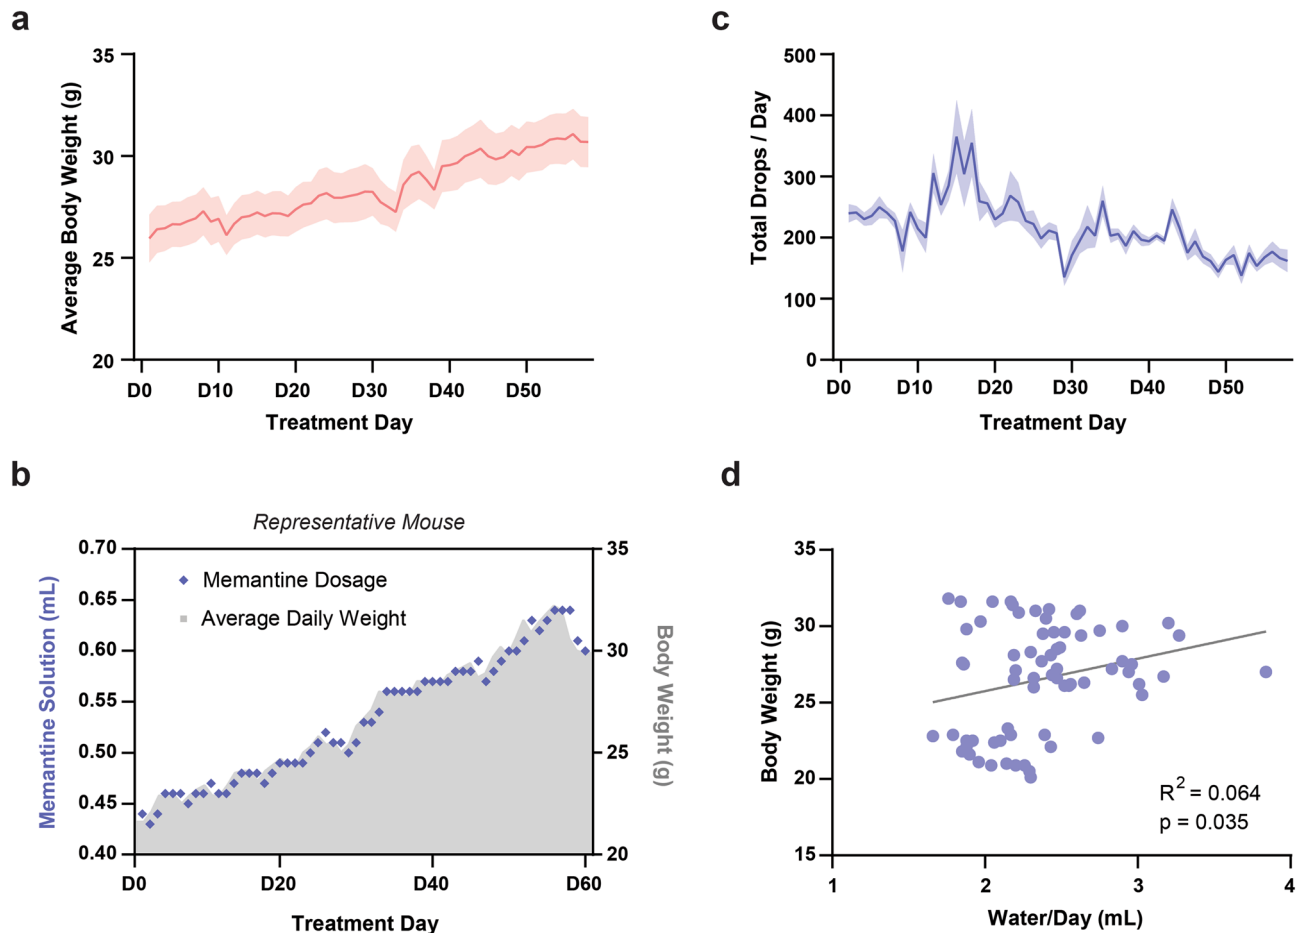 a
35
30
25
20
Average Body Weight (g)
D0 D10 D20 D30 D40 D50
Treatment Day
c
500
400
300
200
100
0
Total Drops / Day
D0 D10 D20 D30 D40 D50
Treatment Day
b
Representative Mouse
0.70
0.65
0.60
0.55
0.50
0.45
0.40
Memantine Solution (mL)
Memantine Dosage
Average Daily Weight
35
30
25
20
Body Weight (g)
D0 D20 D40 D60
Treatment Day
d
35
30
25
20
15
Body Weight (g)
R² = 0.064
p = 0.035
1 2 3 4
Water/Day (mL)